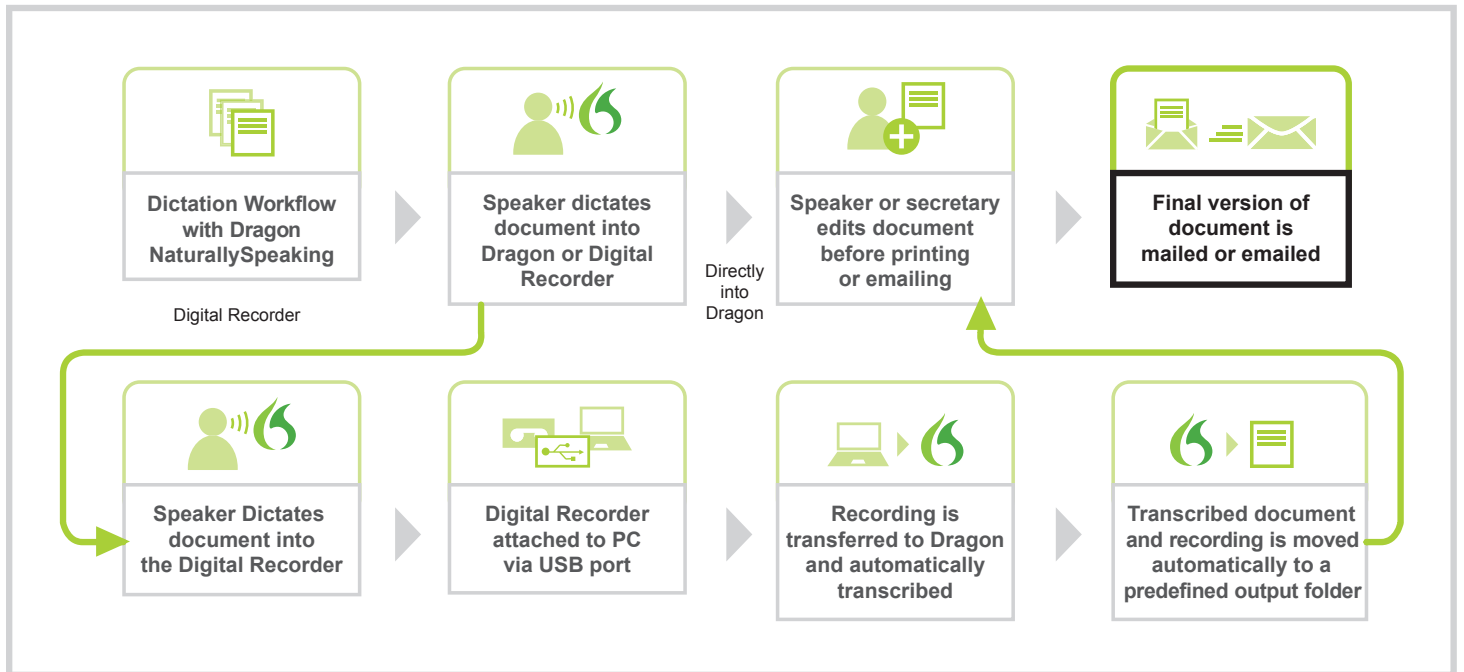 Dictation Workflow
with Dragon
NaturallySpeaking
Speaker dictates
document into
Dragon or Digital
Recorder
Directly
into
Dragon
Speaker or secretary
edits document
before printing
or emailing
Final version of
document is
mailed or emailed
Digital Recorder
Speaker Dictates
document into
the Digital Recorder
Digital Recorder
attached to PC
via USB port
Recording is
transferred to Dragon
and automatically
transcribed
Transcribed document
and recording is moved
automatically to a
predefined output folder